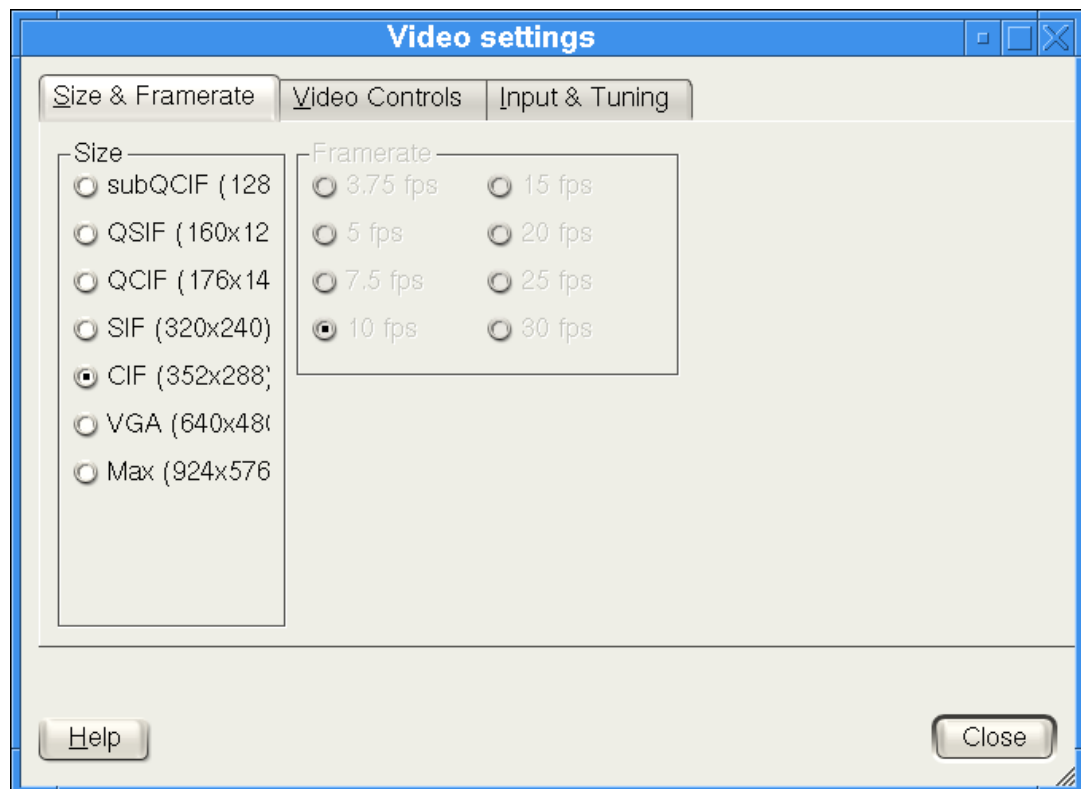 Video settings
Size & Framerate
Video Controls
Input & Tuning
Size
subQCIF (128
QSIF (160x12
QCIF (176x14
SIF (320x240)
CIF (352x288)
VGA (640x480
Max (924x576
Framerate
3.75 fps
5 fps
7.5 fps
10 fps
15 fps
20 fps
25 fps
30 fps
Help
Close